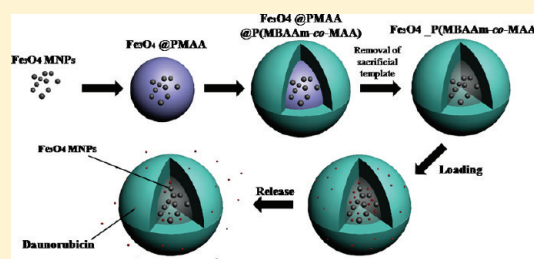 Fe₃O₄ MNPs
Fe₃O₄ @PMAA
Fe₃O₄ @PMAA
@P(MBAAm-co-MAA)
Removal of
sacrificial
template
Fe₃O₄ _P(MBAAm-co-MAA
Loading
Release
Fe₃O₄ MNPs
Daunorubicin